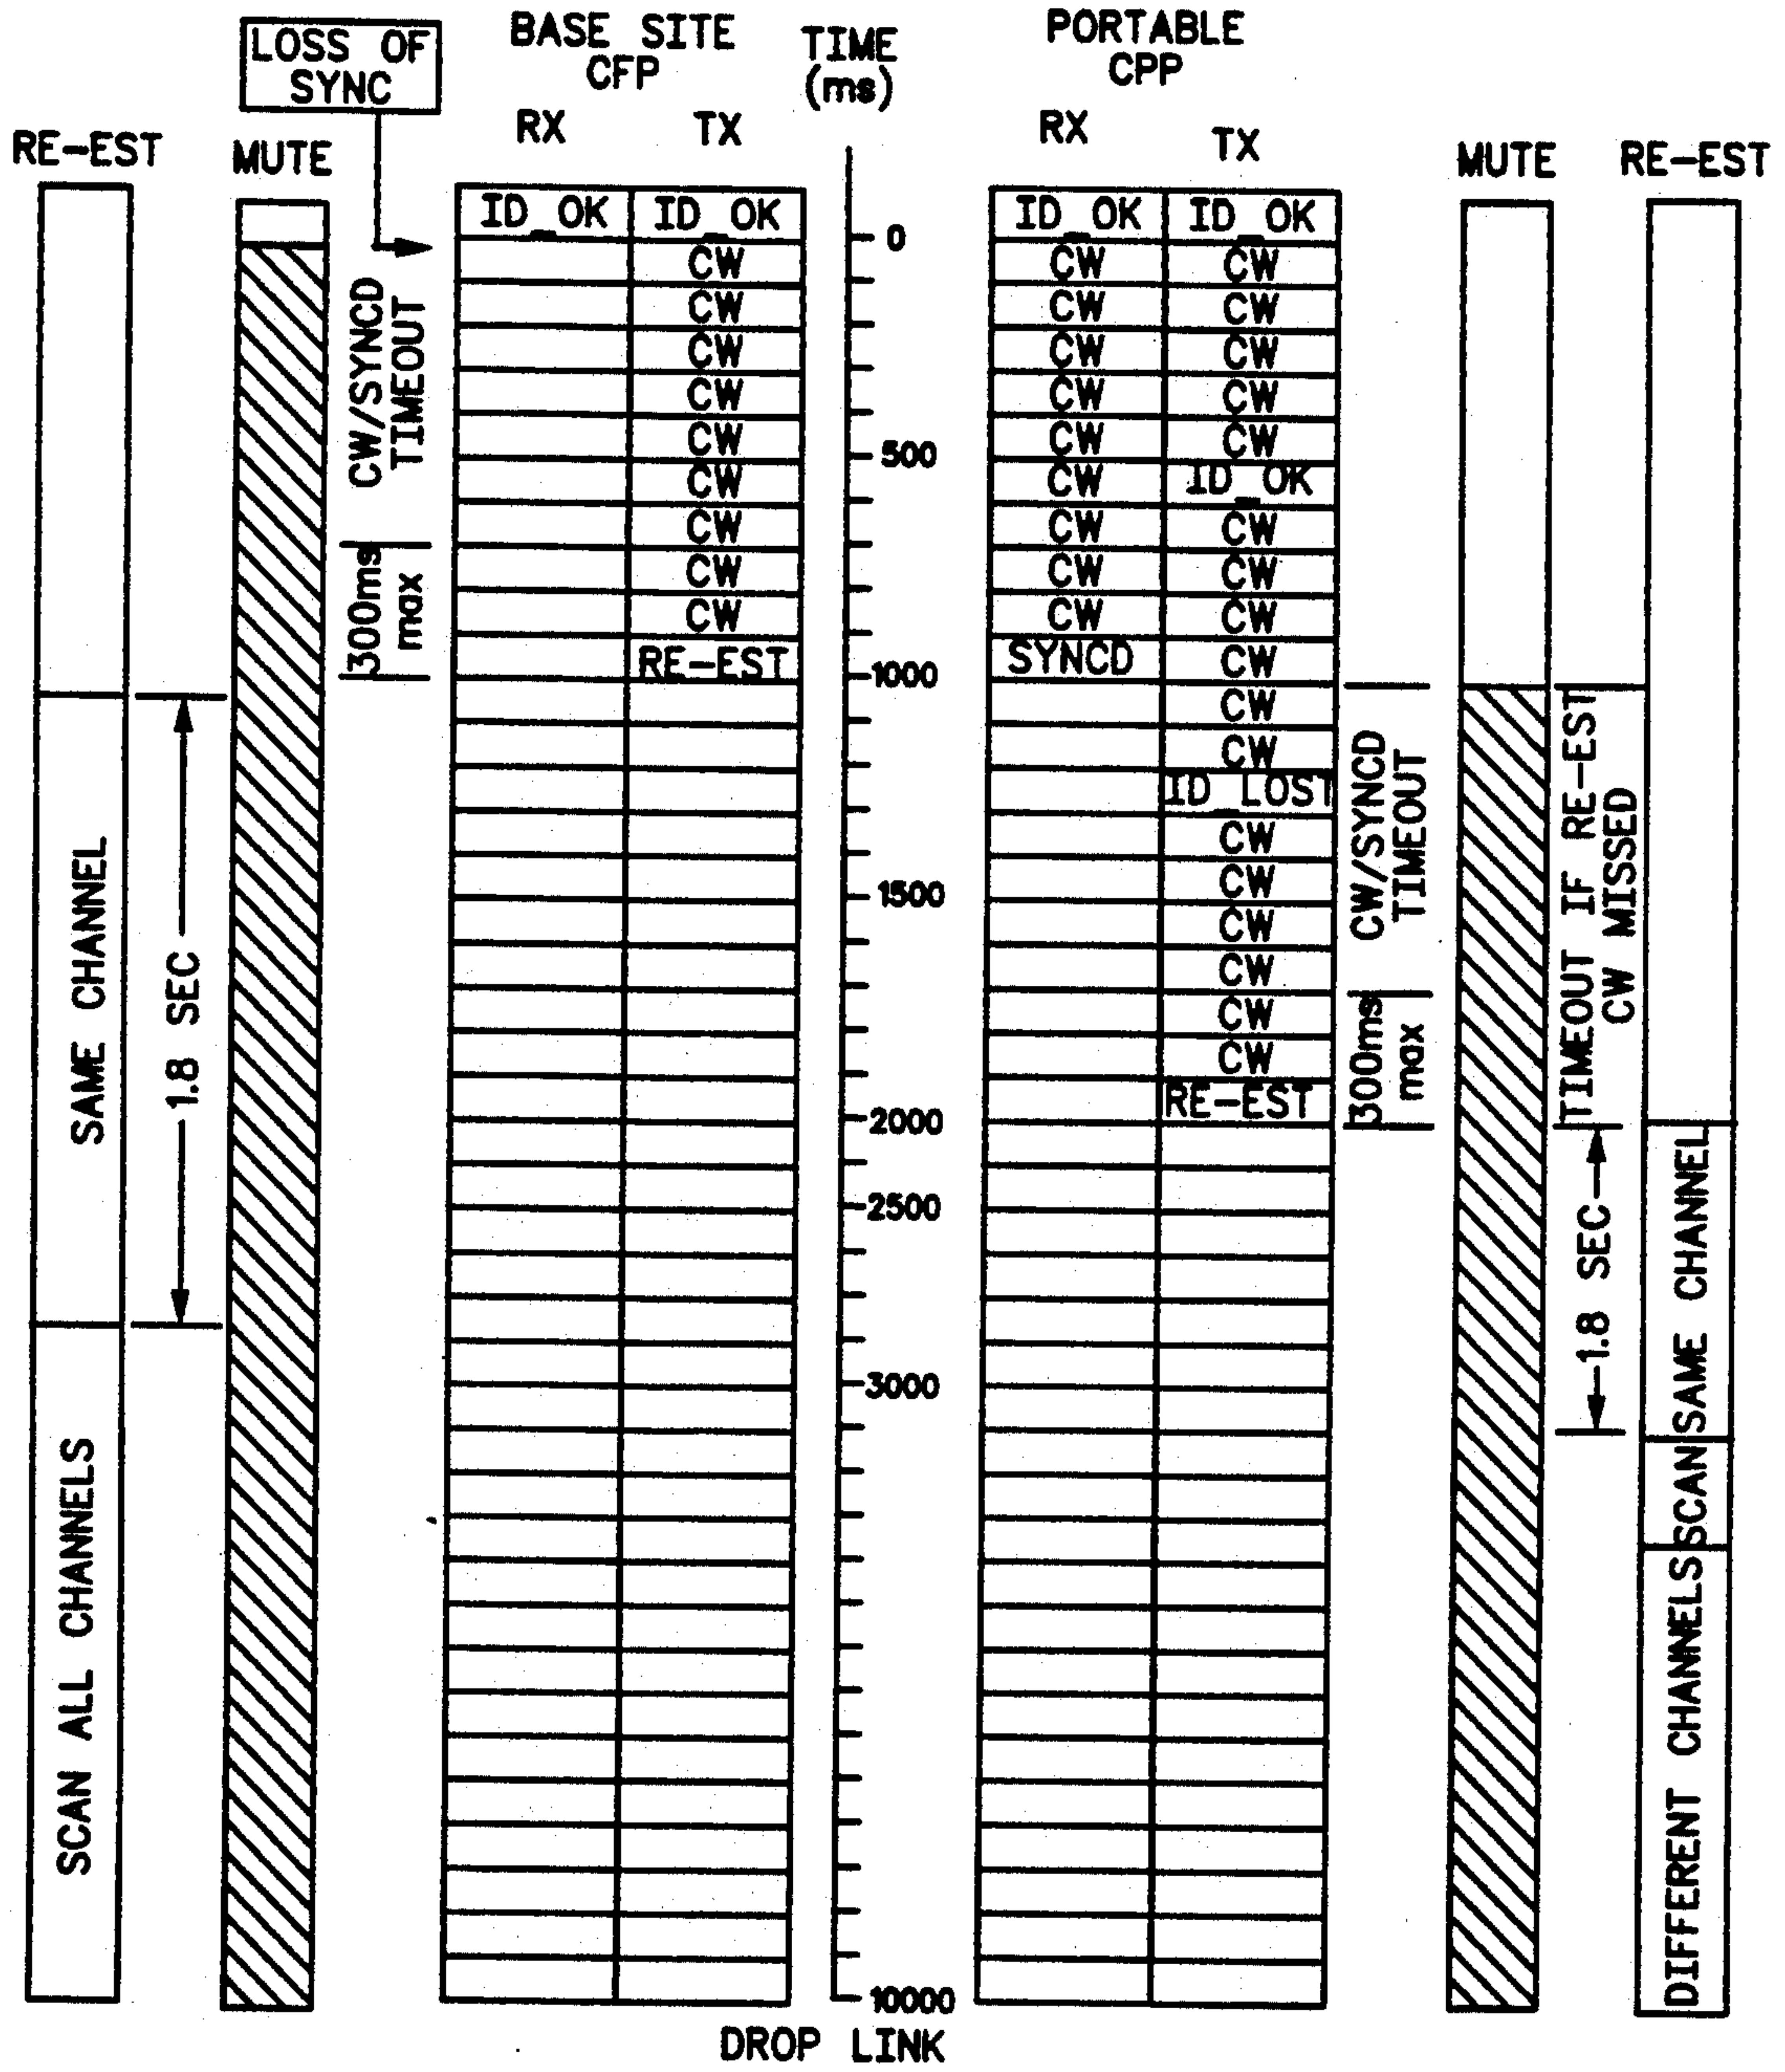 LOSS OF
SYNC
BASE SITE
CFP
TIME
(ms)
PORTABLE
CPP
RE-EST
MUTE
RX
TX
RX
TX
MUTE
RE-EST
ID_OK
ID_OK
ID_OK
ID_OK
CW
CW
CW
CW
CW
CW
CW
CW
CW
RE-EST
CW
CW
CW
CW
CW
CW
CW
CW
CW
SYNCD
CW
CW
CW
CW
CW
ID_OK
CW
CW
CW
CW
CW
CW
ID_LOST
CW
CW
CW
CW
CW
CW
RE-EST
0
500
1000
1500
2000
2500
3000
10000
DROP LINK
CW/SYNCD
TIMEOUT
300ms
max
SAME CHANNEL
1.8 SEC
SCAN ALL CHANNELS
CW/SYNCD
TIMEOUT
300ms
max
TIMEOUT IF RE-EST
CW MISSED
1.8 SEC
SAME CHANNEL
SCAN
DIFFERENT CHANNELS